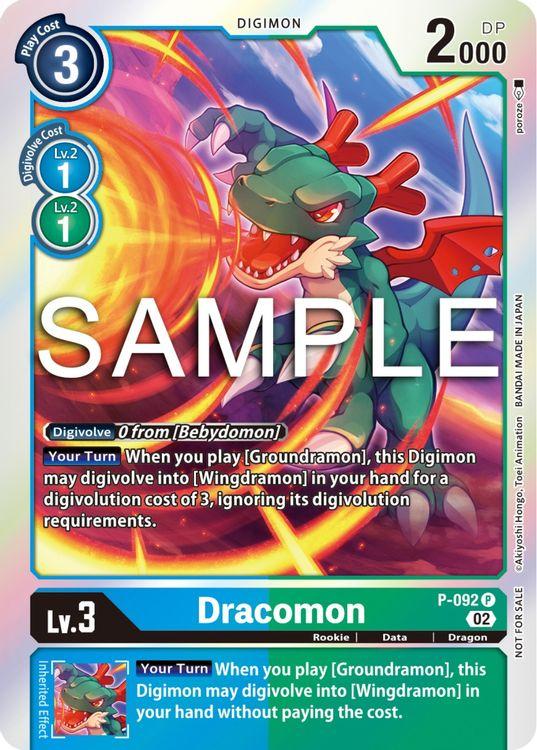 Play Cost
3
DIGIMON
DP
2000
Digivolve Cost
Lv.2
1
Lv.2
1
poroze
SAMPLE
Digivolve 0 from [Bebydomon]
Your Turn When you play [Groundramon], this Digimon
may digivolve into [Wingdramon] in your hand for a
digivolution cost of 3, ignoring its digivolution
requirements.
©Akiyoshi Hongo, Toei Animation BANDAI MADE IN JAPAN
NOT FOR SALE
Lv.3
Dracomon
P-092 P
02
Rookie | Data | Dragon
Inherited Effect
Your Turn When you play [Groundramon], this
Digimon may digivolve into [Wingdramon] in
your hand without paying the cost.